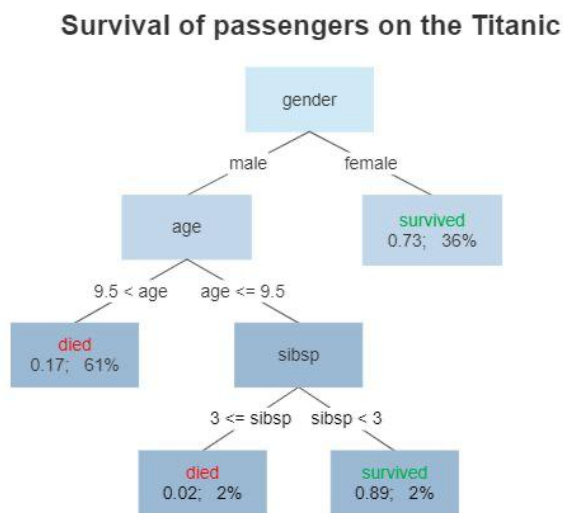 Survival of passengers on the Titanic
gender
male
female
age
survived
0.73; 36%
9.5 < age
age <= 9.5
died
0.17; 61%
sibsp
3 <= sibsp
sibsp < 3
died
0.02; 2%
survived
0.89; 2%